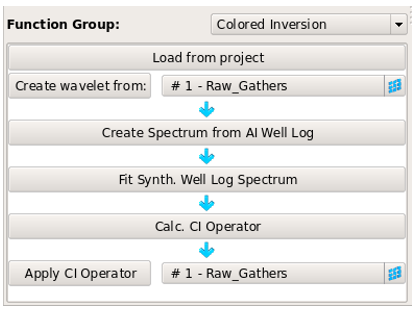 Function Group: Colored Inversion
Load from project
Create wavelet from: # 1 - Raw_Gathers
Create Spectrum from AI Well Log
Fit Synth. Well Log Spectrum
Calc. CI Operator
Apply CI Operator # 1 - Raw_Gathers